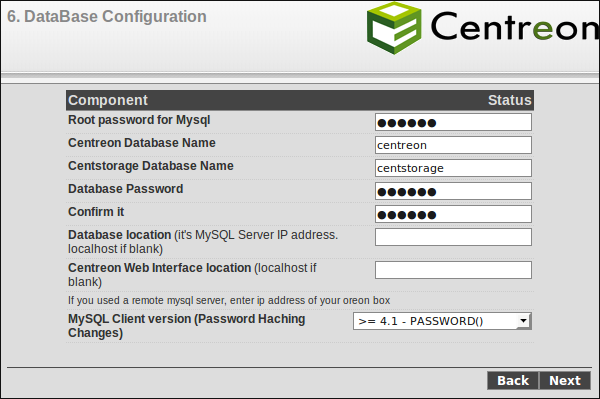 6. DataBase Configuration
Centreon
Component Status
Root password for Mysql ●●●●●●
Centreon Database Name centreon
Centstorage Database Name centstorage
Database Password ●●●●●●
Confirm it ●●●●●●
Database location (it's MySQL Server IP address.
localhost if blank)
Centreon Web Interface location (localhost if
blank)
If you used a remote mysql server, enter ip address of your oreon box
MySQL Client version (Password Haching >= 4.1 - PASSWORD()
Changes)
Back Next